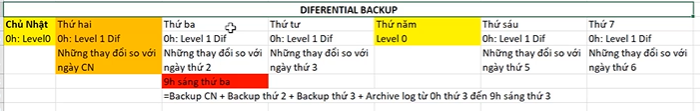 DIFERENTIAL BACKUP
Chủ Nhật Thứ hai Thứ ba Thứ tư Thứ năm Thứ sáu Thứ 7
0h: Level0 0h: Level 1 Dif 0h: Level 1 Dif 0h: Level 1 Dif Level 0 0h: Level 1 Dif 0h: Level 1 Dif
Những thay đổi so với Những thay đổi so với Những thay đổi so với Những thay đổi so với Những thay đổi so với
ngày CN ngày thứ 2 ngày thứ 3 ngày thứ 5 ngày thứ 6
9h sáng thứ ba
=Backup CN + Backup thứ 2 + Backup thứ 3 + Archive log từ 0h thứ 3 đến 9h sáng thứ 3